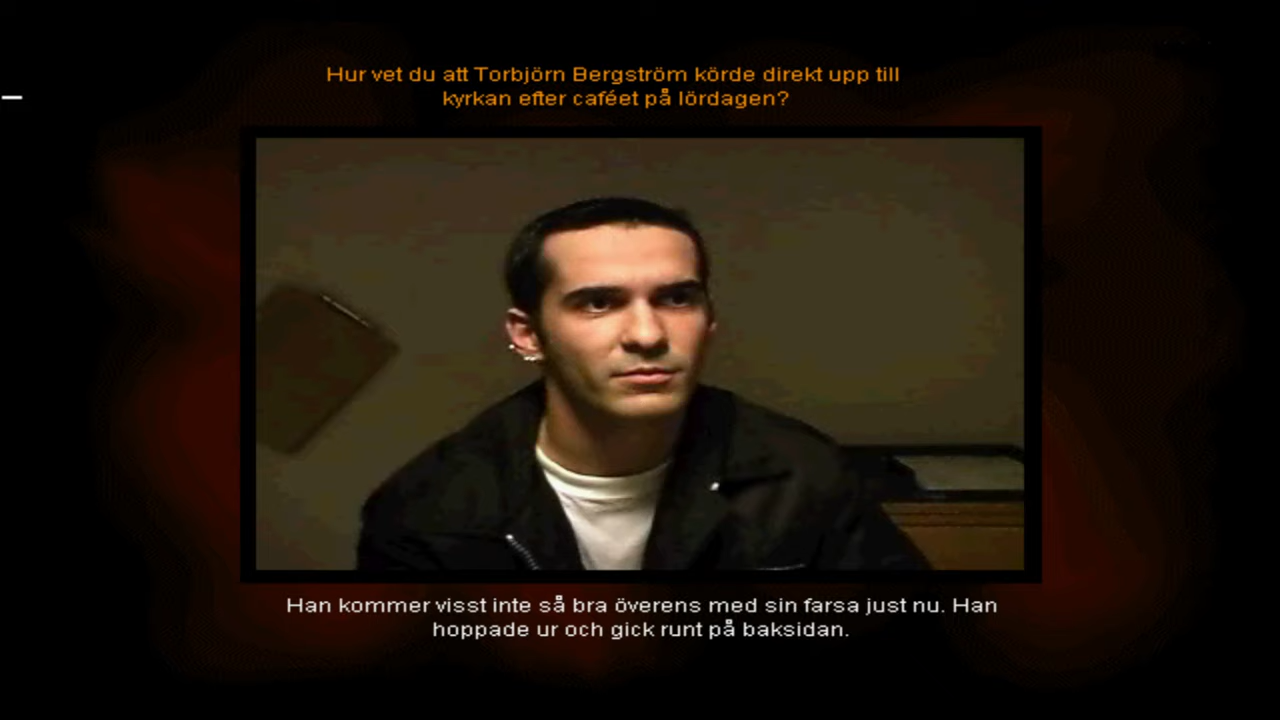 Hur vet du att Torbjörn Bergström körde direkt upp till
kyrkan efter caféet på lördagen?
Han kommer visst inte så bra överens med sin farsa just nu. Han
hoppade ur och gick runt på baksidan.